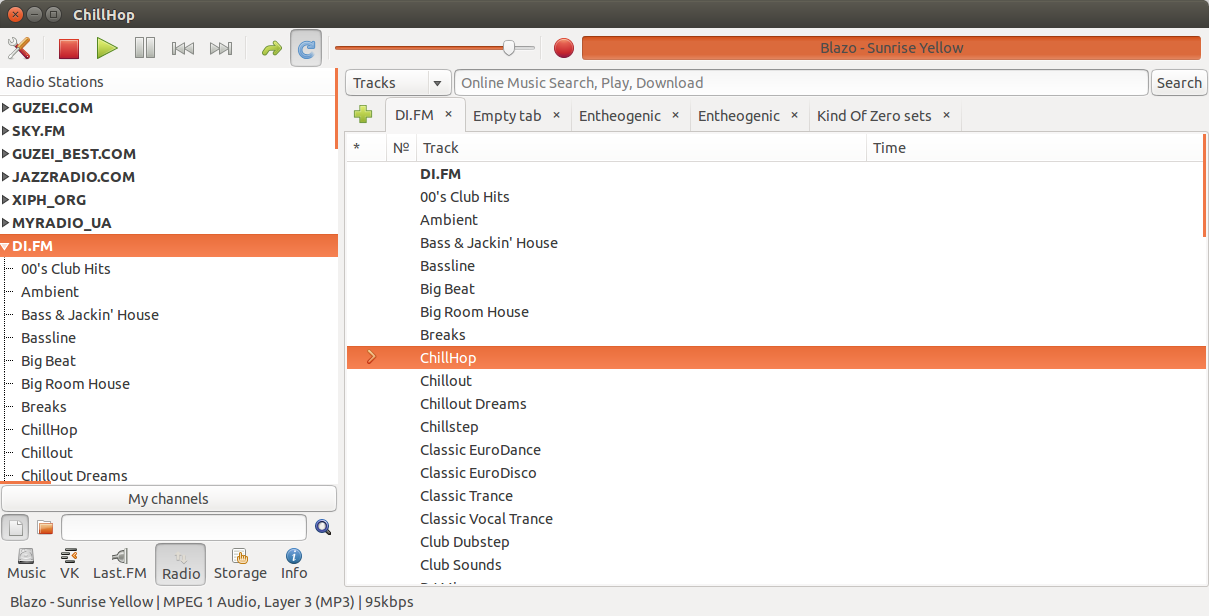 ChillHop
Blazo - Sunrise Yellow
Radio Stations
GUZEI.COM
SKY.FM
GUZEI_BEST.COM
JAZZRADIO.COM
XIPH_ORG
MYRADIO_UA
DI.FM
00's Club Hits
Ambient
Bass & Jackin' House
Bassline
Big Beat
Big Room House
Breaks
ChillHop
Chillout
Chillout Dreams
My channels
Music VK Last.FM Radio Storage Info
Tracks Online Music Search, Play, Download Search
DI.FM × Empty tab × Entheogenic × Entheogenic × Kind Of Zero sets ×
* Nº Track Time
DI.FM
00's Club Hits
Ambient
Bass & Jackin' House
Bassline
Big Beat
Big Room House
Breaks
ChillHop
Chillout
Chillout Dreams
Chillstep
Classic EuroDance
Classic EuroDisco
Classic Trance
Classic Vocal Trance
Club Dubstep
Club Sounds
Blazo - Sunrise Yellow | MPEG 1 Audio, Layer 3 (MP3) | 95kbps